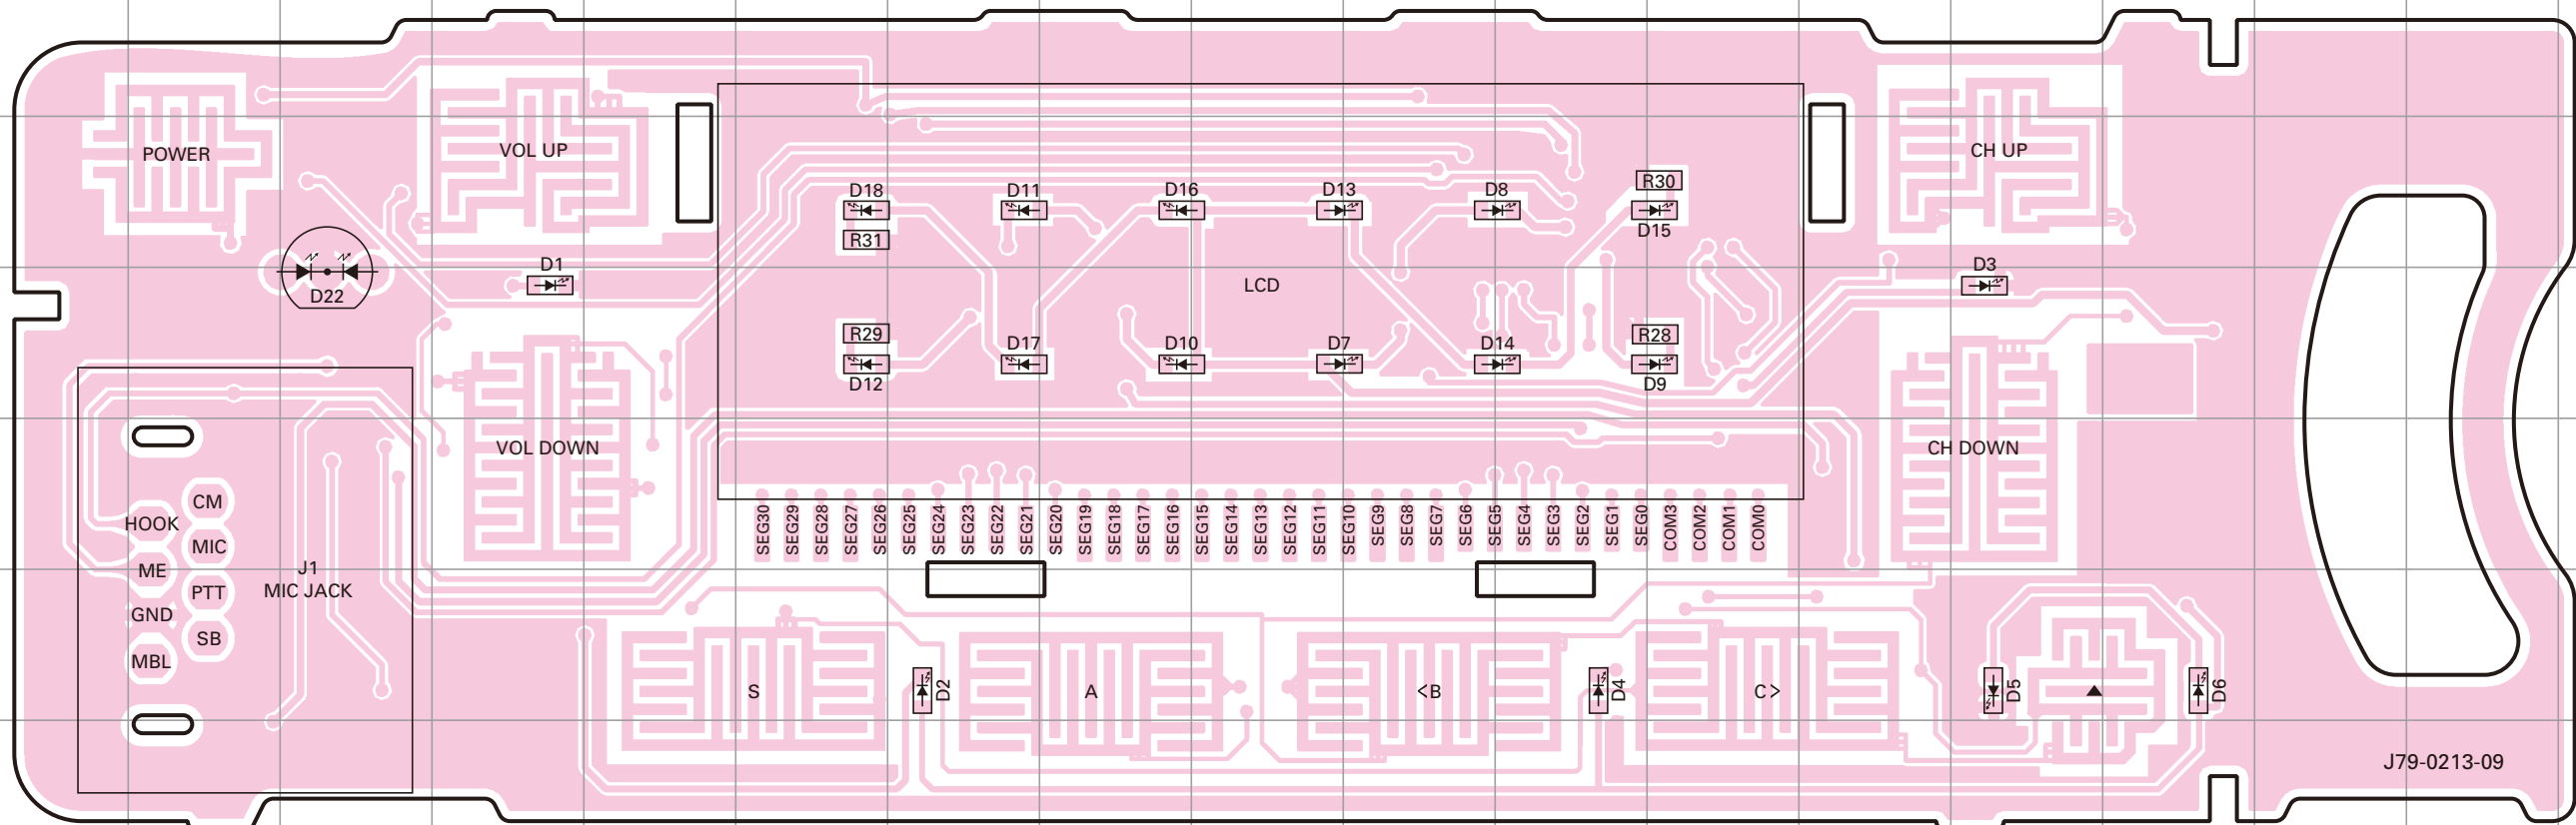 POWER
VOL UP
CH UP
D18
D11
D16
D13
D8
R30
R31
D15
D22
D1
LCD
D3
R29
D17
D10
D7
D14
R28
D12
D9
VOL DOWN
CH DOWN
CM
HOOK
MIC
ME
J1
MIC JACK
PTT
GND
SB
MBL
SEG30
SEG29
SEG28
SEG27
SEG26
SEG25
SEG24
SEG23
SEG22
SEG21
SEG20
SEG19
SEG18
SEG17
SEG16
SEG15
SEG14
SEG13
SEG12
SEG11
SEG10
SEG9
SEG8
SEG7
SEG6
SEG5
SEG4
SEG3
SEG2
SEG1
SEG0
COM3
COM2
COM1
COM0
S
D2
A
<B
D4
C>
D5
▲
D6
J79-0213-09